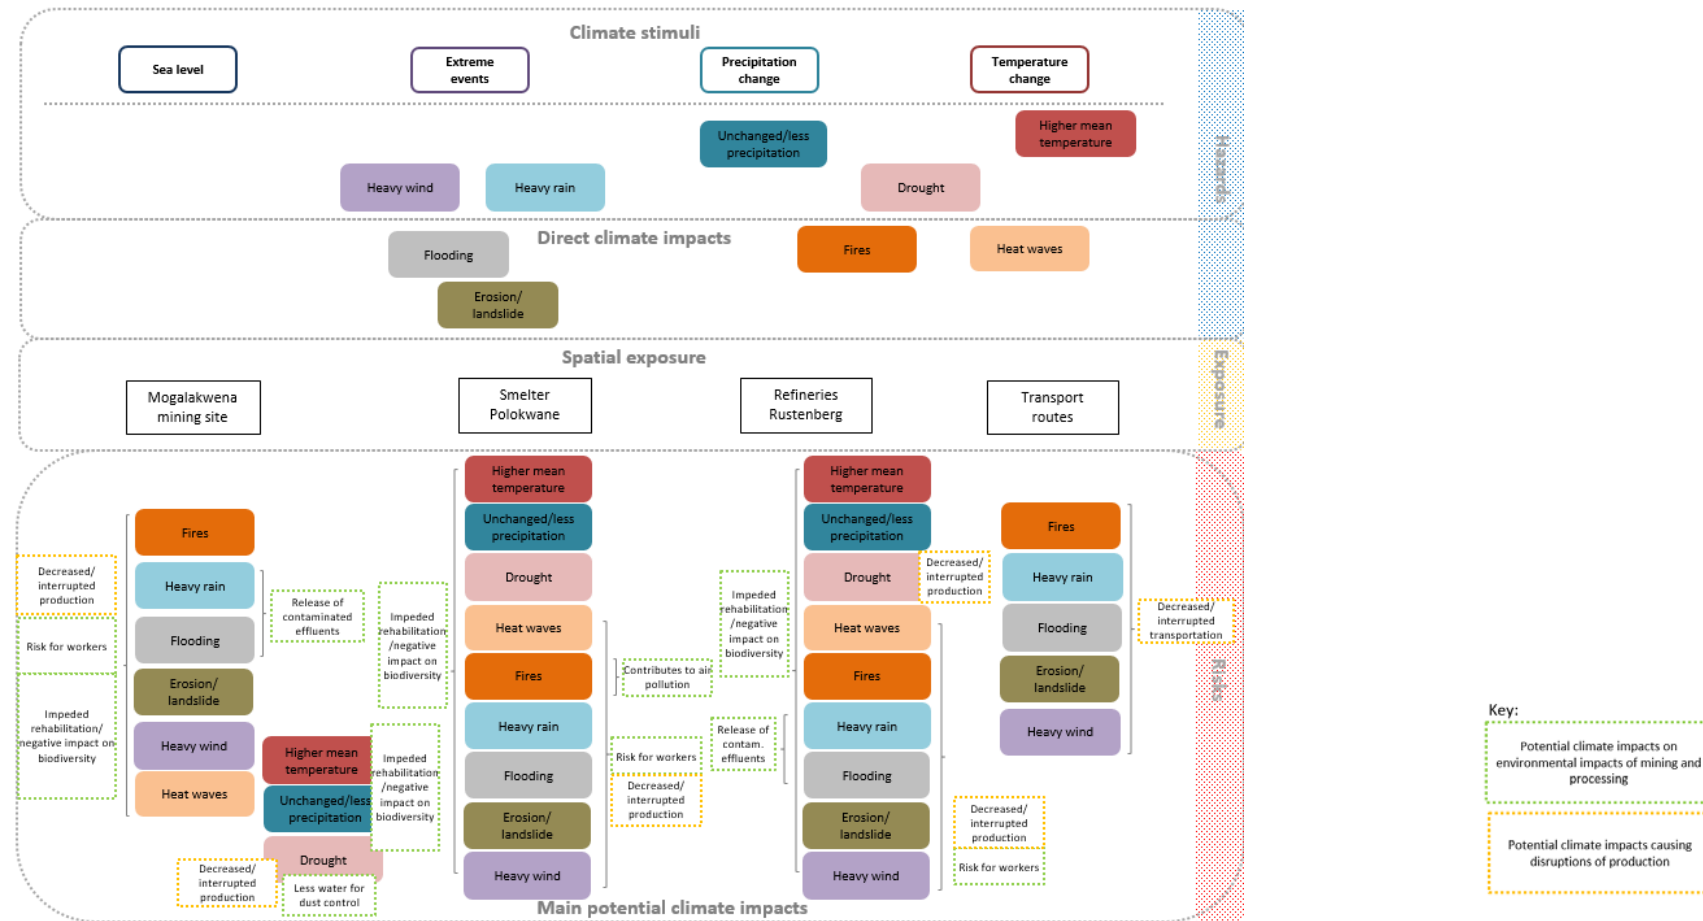 Climate stimuli
Sea level
Extreme
events
Precipitation
change
Temperature
change
Higher mean
temperature
Unchanged/less
precipitation
Heavy wind
Heavy rain
Drought
Hazards
Direct climate impacts
Flooding
Fires
Heat waves
Erosion/
landslide
Spatial exposure
Exposure
Mogalakwena
mining site
Smelter
Polokwane
Refineries
Rustenberg
Transport
routes
Fires
Heavy rain
Flooding
Erosion/
landslide
Heavy wind
Heat waves
Decreased/
interrupted
production
Risk for workers
Impeded
rehabilitation/
negative impact on
biodiversity
Release of
contaminated
effluents
Higher mean
temperature
Unchanged/less
precipitation
Drought
Decreased/
interrupted
production
Less water for
dust control
Impeded
rehabilitation
/negative
impact on
biodiversity
Impeded
rehabilitation
/negative
impact on
biodiversity
Higher mean
temperature
Unchanged/less
precipitation
Drought
Heat waves
Fires
Heavy rain
Flooding
Erosion/
landslide
Heavy wind
Contributes to air
pollution
Risk for workers
Decreased/
interrupted
production
Impeded
rehabilitation
/negative
impact on
biodiversity
Release of
contam.
effluents
Higher mean
temperature
Unchanged/less
precipitation
Drought
Heat waves
Fires
Heavy rain
Flooding
Erosion/
landslide
Heavy wind
Decreased/
interrupted
production
Decreased/
interrupted
production
Risk for workers
Fires
Heavy rain
Flooding
Erosion/
landslide
Heavy wind
Decreased/
interrupted
transportation
Risks
Main potential climate impacts
Key:
Potential climate impacts on
environmental impacts of mining and
processing
Potential climate impacts causing
disruptions of production